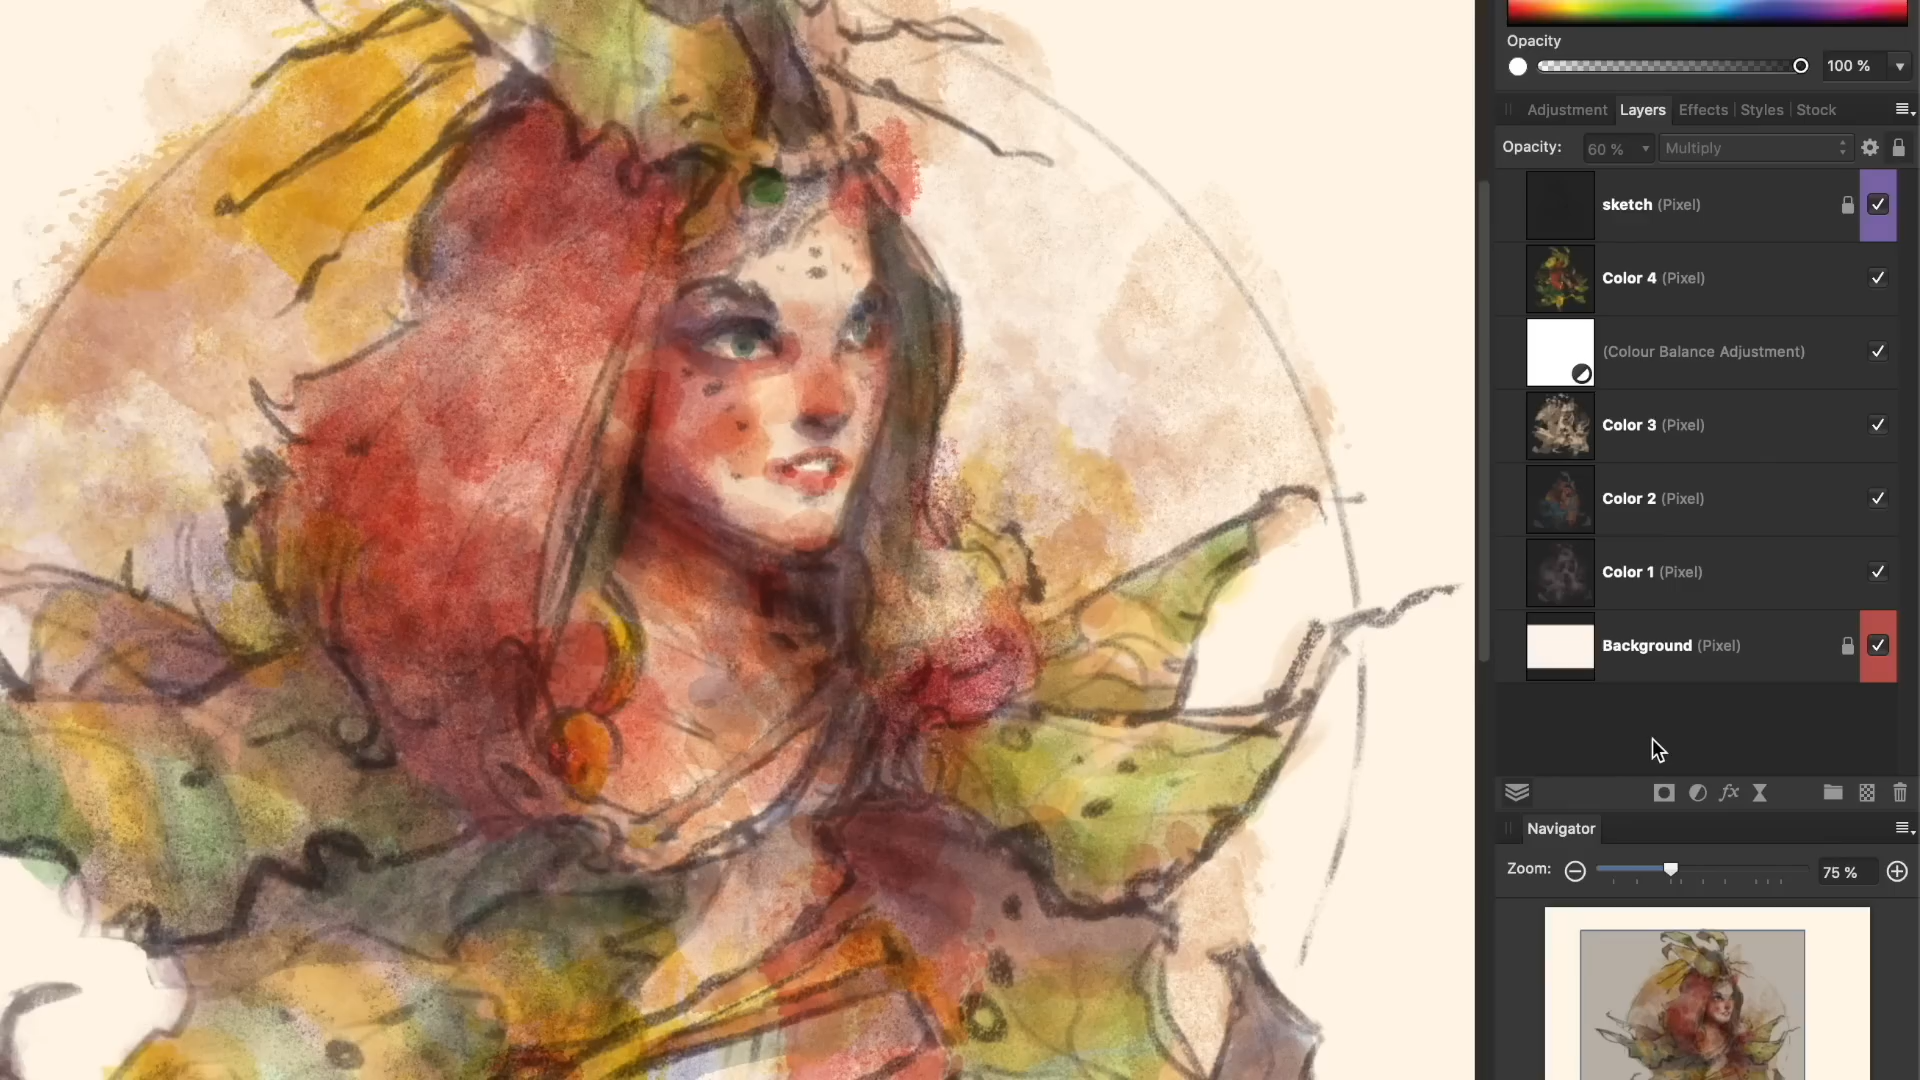 Opacity
100 %
Adjustment Layers Effects Styles Stock
Opacity: 60 % Multiply
sketch (Pixel)
Color 4 (Pixel)
(Colour Balance Adjustment)
Color 3 (Pixel)
Color 2 (Pixel)
Color 1 (Pixel)
Background (Pixel)
fx
Navigator
Zoom: 75 %